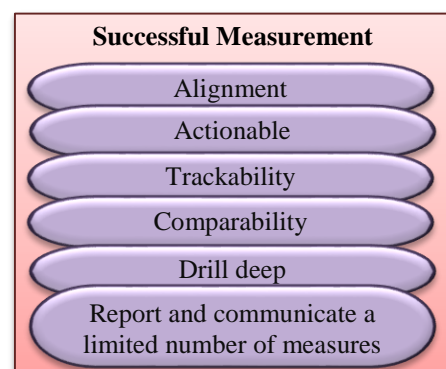 Successful Measurement
Alignment
Actionable
Trackability
Comparability
Drill deep
Report and communicate a
limited number of measures